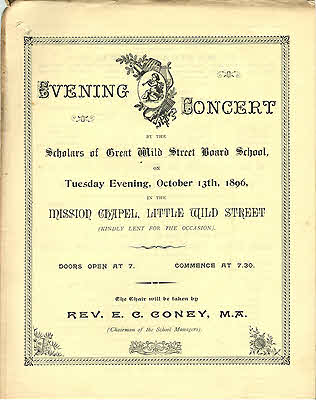 EVENING CONCERT
BY THE
Scholars of Great Wild Street Board School,
ON
Tuesday Evening, October 13th, 1896,
IN THE
MISSION CHAPEL, LITTLE WILD STREET
(KINDLY LENT FOR THE OCCASION).
DOORS OPEN AT 7. COMMENCE AT 7.30.
The Chair will be taken by
REV. E. C. CONEY, M.A.
(Chairman of the School Managers).